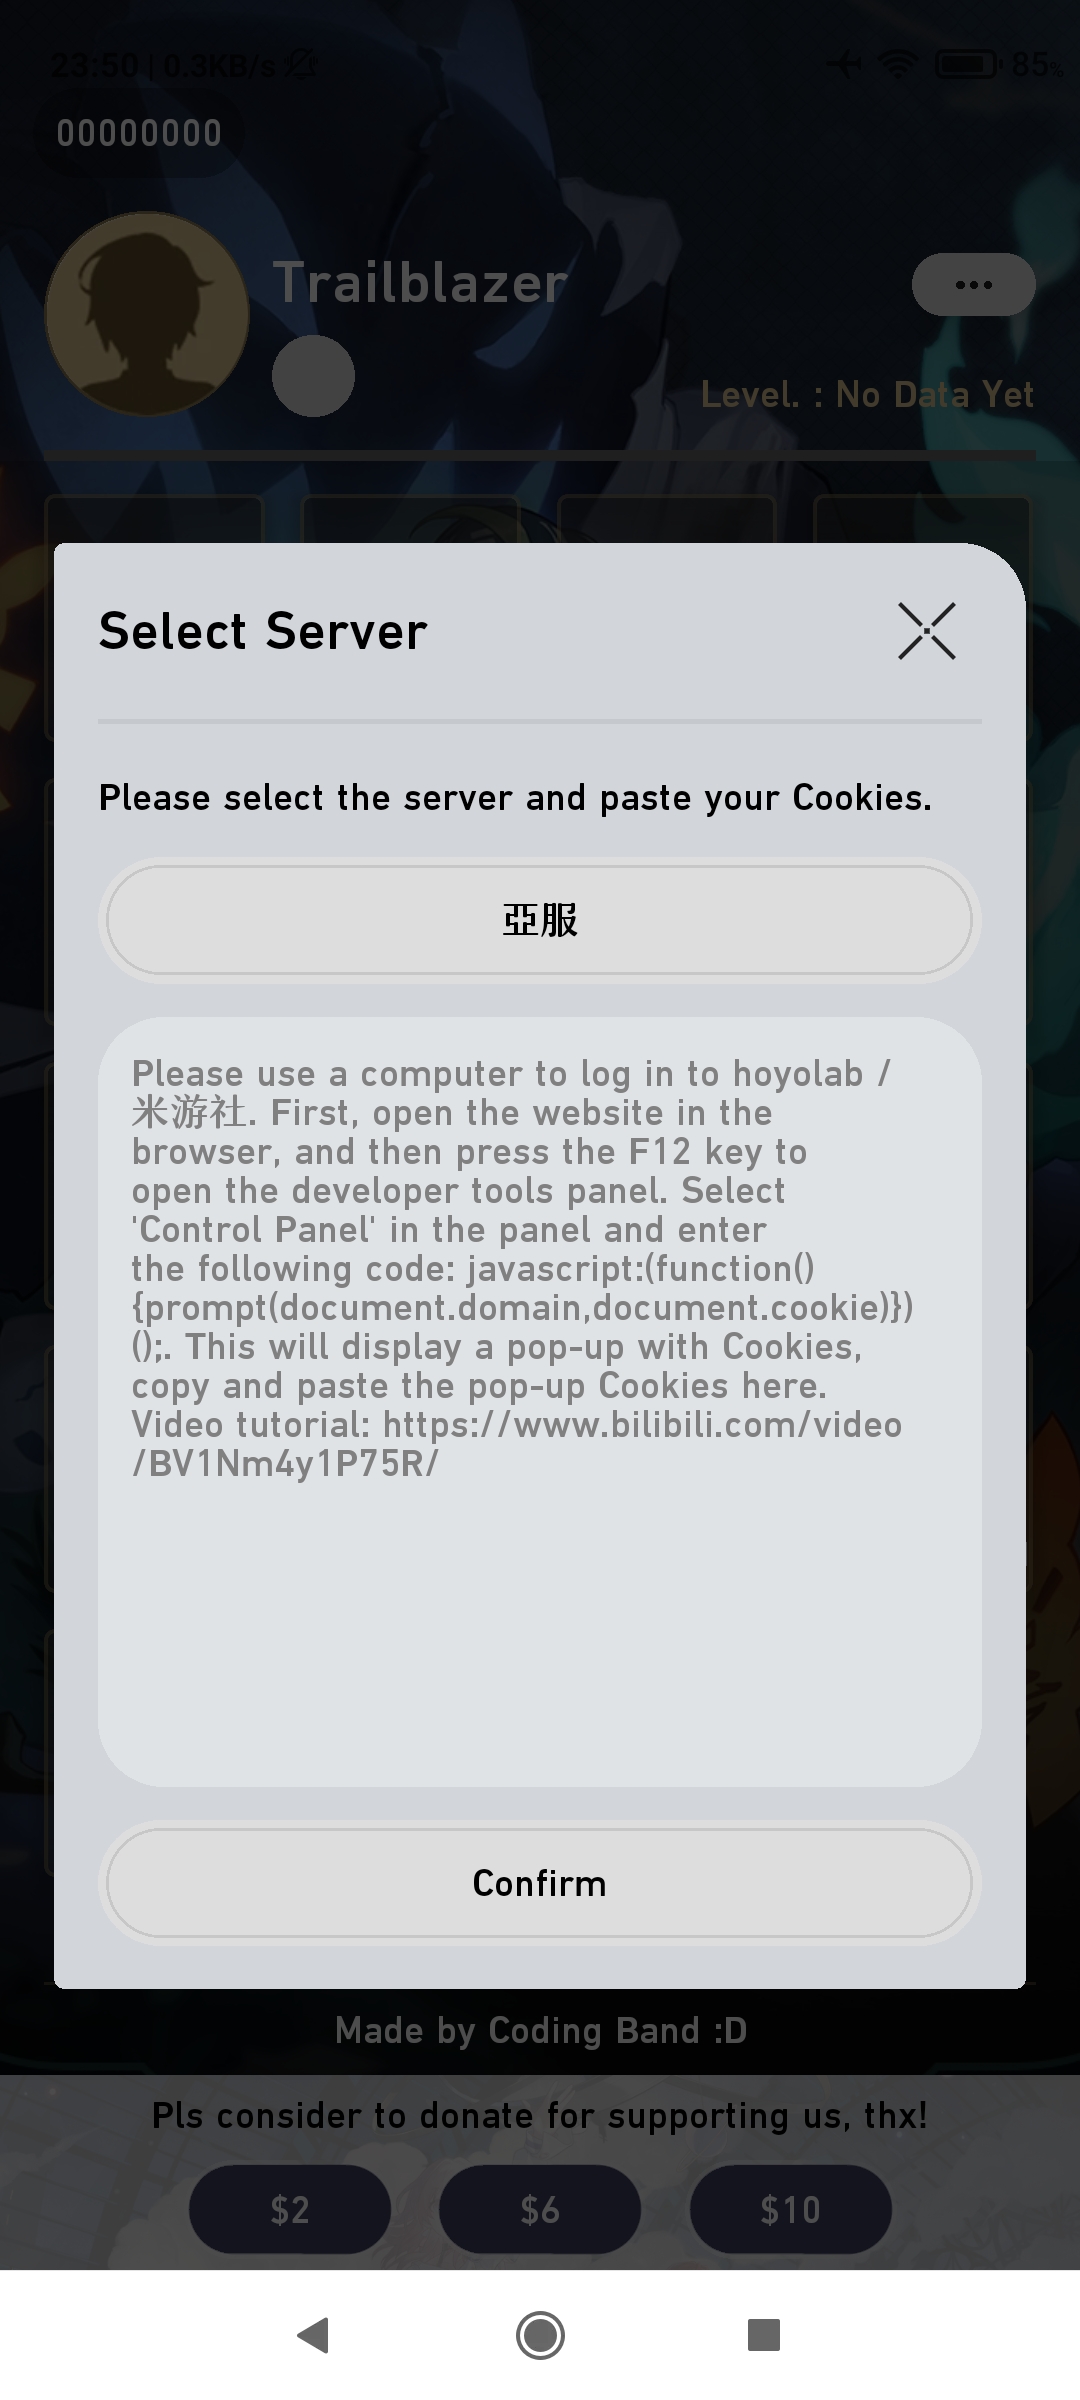 23:50 | 0.3KB/s
85%
00000000
Trailblazer
Level. : No Data Yet
Select Server
Please select the server and paste your Cookies.
亞服
Please use a computer to log in to hoyolab /
米游社. First, open the website in the
browser, and then press the F12 key to
open the developer tools panel. Select
'Control Panel' in the panel and enter
the following code: javascript:(function()
{prompt(document.domain,document.cookie)})
();. This will display a pop-up with Cookies,
copy and paste the pop-up Cookies here.
Video tutorial: https://www.bilibili.com/video
/BV1Nm4y1P75R/
Confirm
Made by Coding Band :D
Pls consider to donate for supporting us, thx!
$2
$6
$10